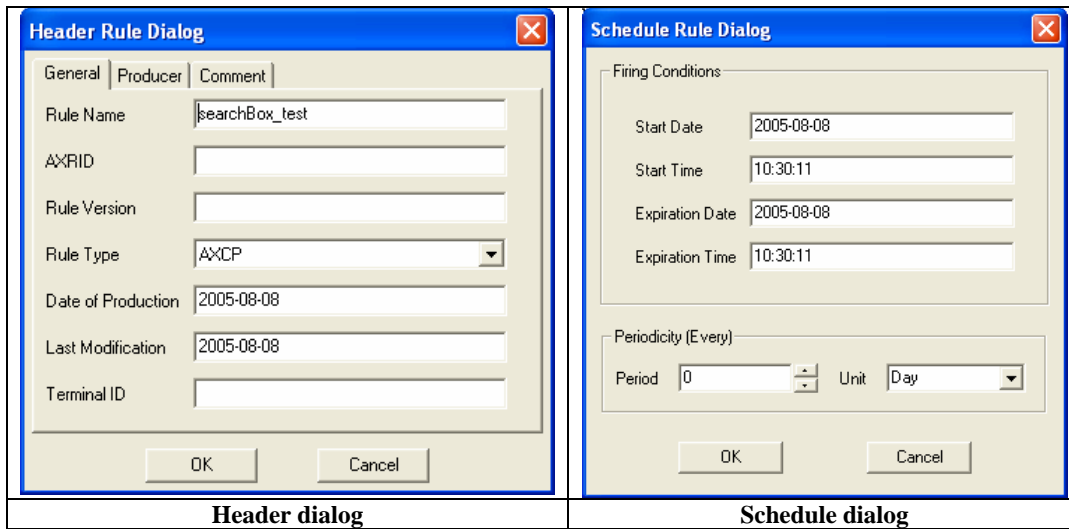 Header Rule Dialog
General Producer Comment
Rule Name searchBox_test
AXRID
Rule Version
Rule Type AXCP
Date of Production 2005-08-08
Last Modification 2005-08-08
Terminal ID
OK Cancel
Header dialog
Schedule Rule Dialog
Firing Conditions
Start Date 2005-08-08
Start Time 10:30:11
Expiration Date 2005-08-08
Expiration Time 10:30:11
Periodicity (Every)
Period 0 Unit Day
OK Cancel
Schedule dialog